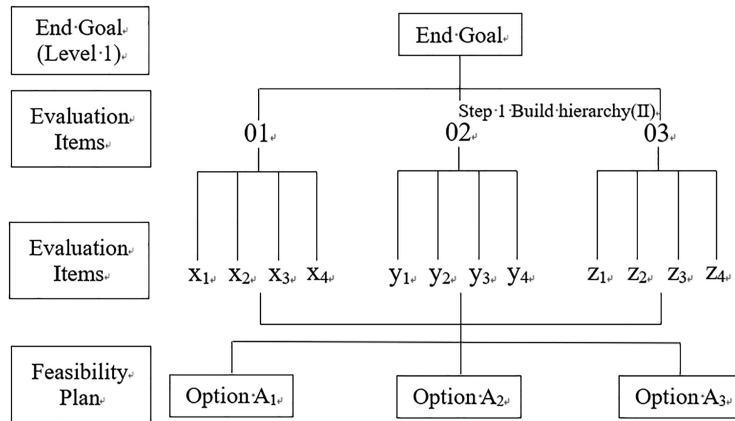 End Goal
(Level 1)
End Goal
Evaluation
Items
Step 1 Build hierarchy(II)
01
02
03
Evaluation
Items
x₁ x₂ x₃ x₄
y₁ y₂ y₃ y₄
z₁ z₂ z₃ z₄
Feasibility
Plan
Option A₁
Option A₂
Option A₃